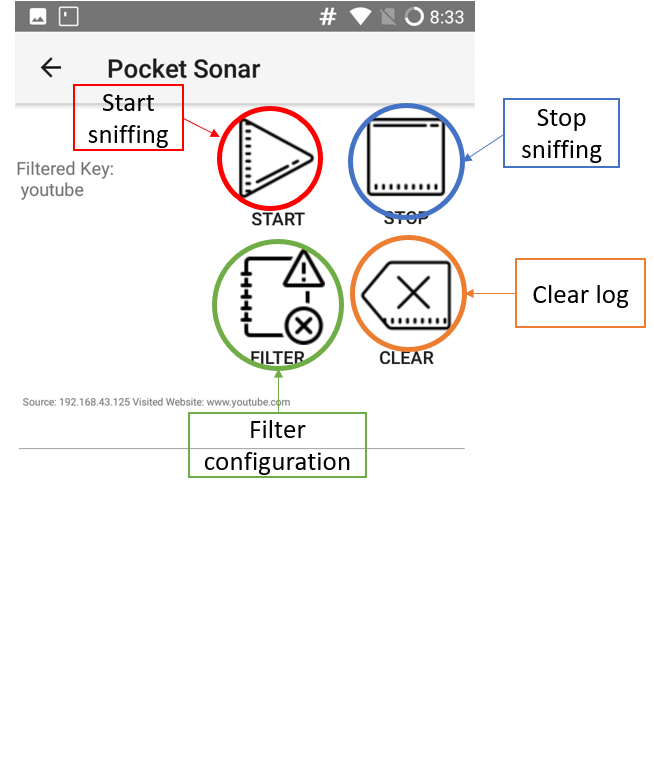 # 8:33
Pocket Sonar
Start
sniffing
Stop
sniffing
Filtered Key:
youtube
START
STOP
Clear log
FILTER
CLEAR
Source: 192.168.43.125 Visited Website: www.youtube.com
Filter
configuration